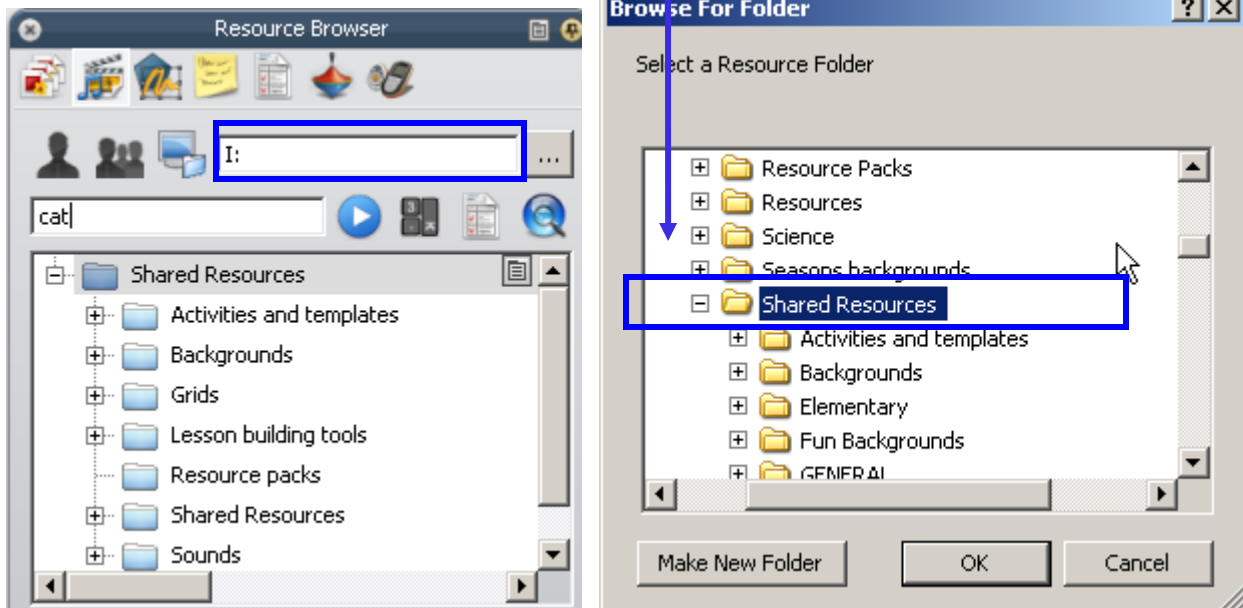 Resource Browser
I:
...
cat
Shared Resources
Activities and templates
Backgrounds
Grids
Lesson building tools
Resource packs
Shared Resources
Sounds
Browse For Folder
Select a Resource Folder
Resource Packs
Resources
Science
Seasons backgrounds
Shared Resources
Activities and templates
Backgrounds
Elementary
Fun Backgrounds
GENERAL
Make New Folder
OK
Cancel